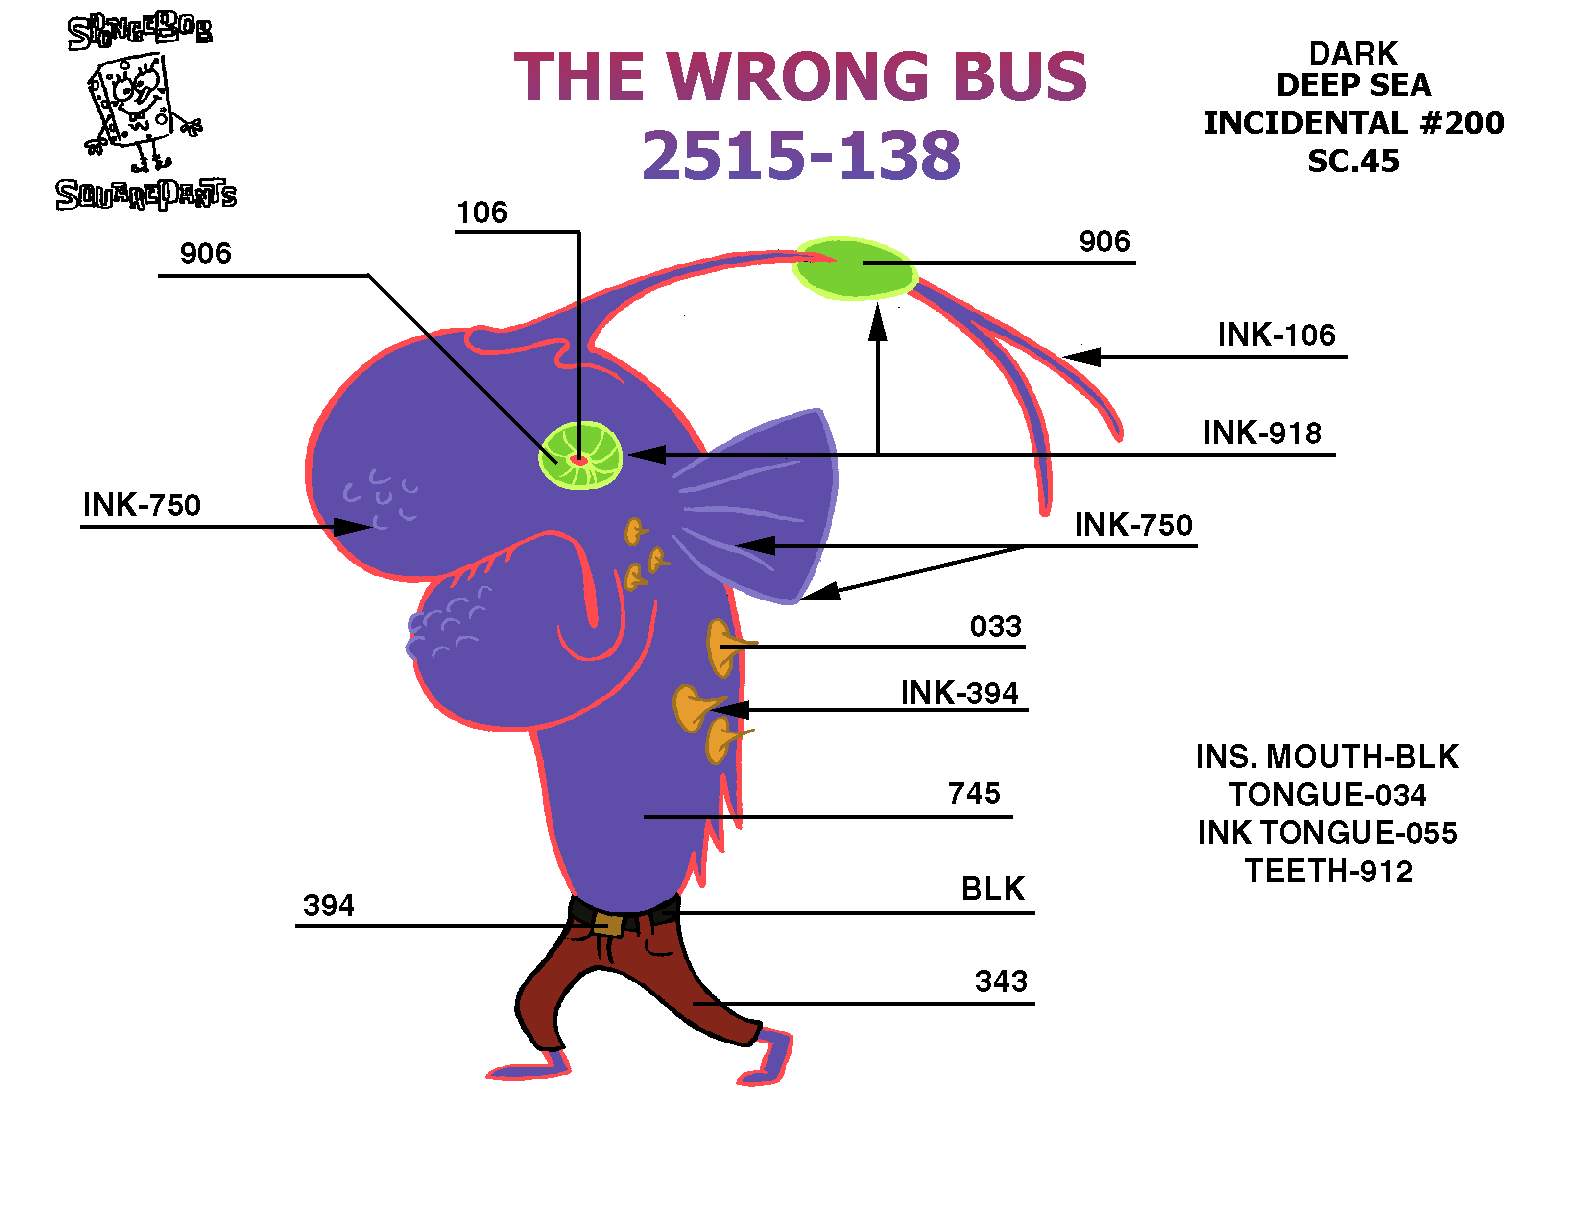 SPONGEBOB
SQUAREPANTS
THE WRONG BUS
2515-138
DARK
DEEP SEA
INCIDENTAL #200
SC.45
106
906
906
INK-106
INK-918
INK-750
INK-750
033
INK-394
745
394
BLK
343
INS. MOUTH-BLK
TONGUE-034
INK TONGUE-055
TEETH-912